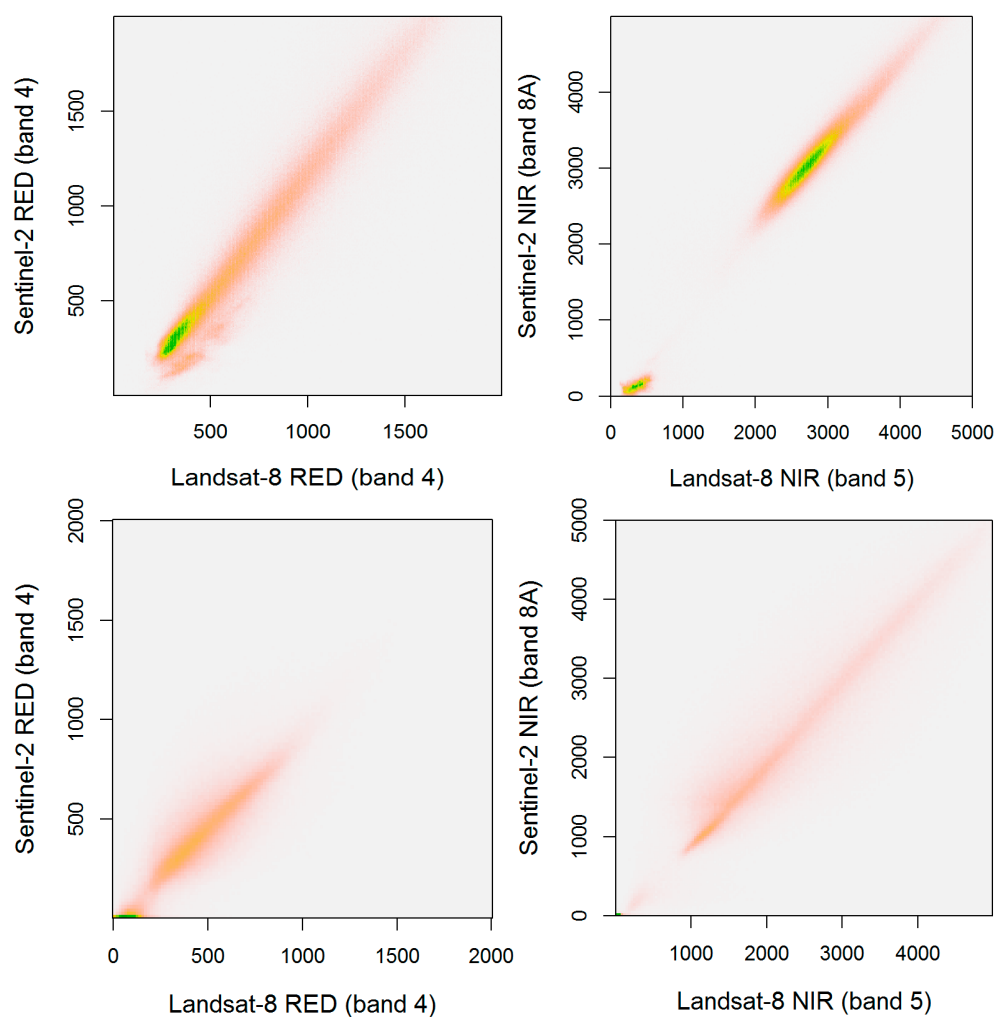 Sentinel-2 RED (band 4)
500 1000 1500
500 1000 1500
Landsat-8 RED (band 4)
Sentinel-2 NIR (band 8A)
0 1000 2000 3000 4000
0 1000 2000 3000 4000 5000
Landsat-8 NIR (band 5)
Sentinel-2 RED (band 4)
500 1000 1500 2000
0 500 1000 1500 2000
Landsat-8 RED (band 4)
Sentinel-2 NIR (band 8A)
0 1000 2000 3000 4000 5000
1000 2000 3000 4000
Landsat-8 NIR (band 5)